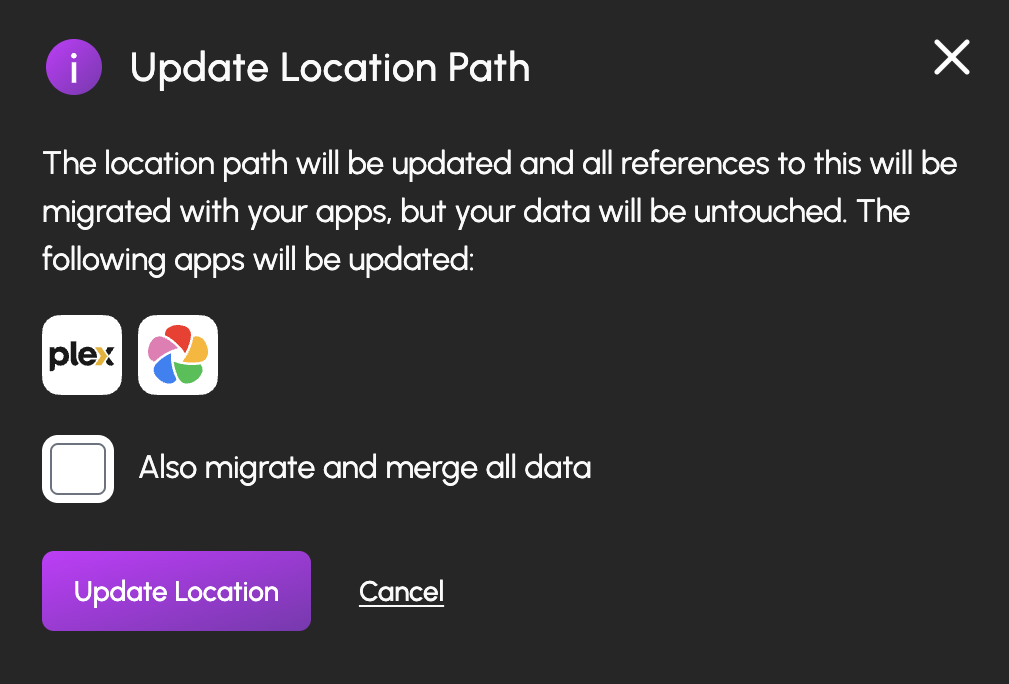 Update Location Path
The location path will be updated and all references to this will be
migrated with your apps, but your data will be untouched. The
following apps will be updated:
plex
Also migrate and merge all data
Update Location
Cancel